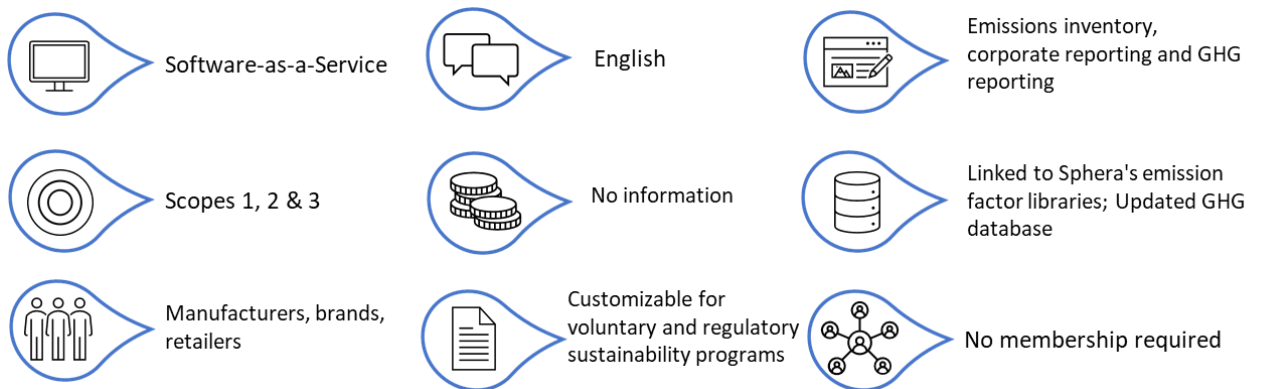 Software-as-a-Service
English
Emissions inventory,
corporate reporting and GHG
reporting
Scopes 1, 2 & 3
No information
Linked to Sphera's emission
factor libraries; Updated GHG
database
Manufacturers, brands,
retailers
Customizable for
voluntary and regulatory
sustainability programs
No membership required